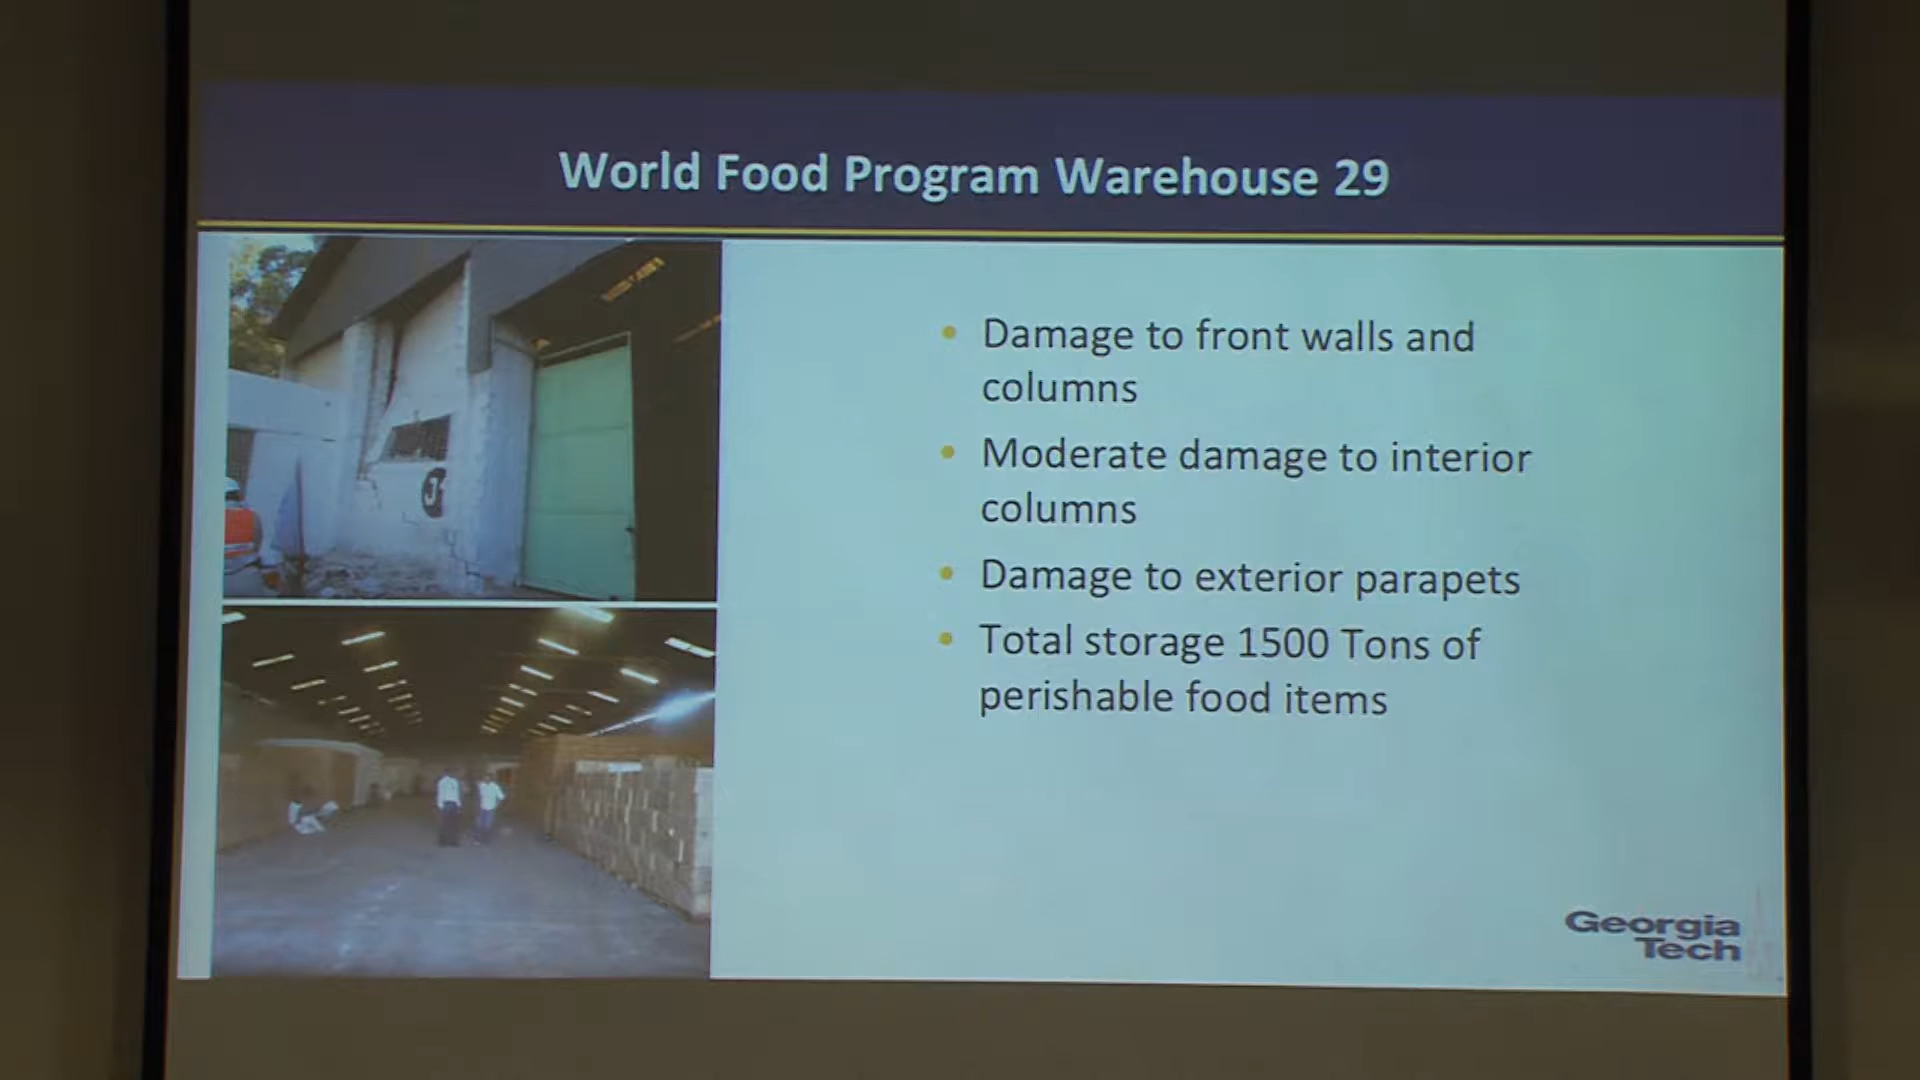 World Food Program Warehouse 29
• Damage to front walls and
columns
• Moderate damage to interior
columns
• Damage to exterior parapets
• Total storage 1500 Tons of
perishable food items
J
Georgia
Tech